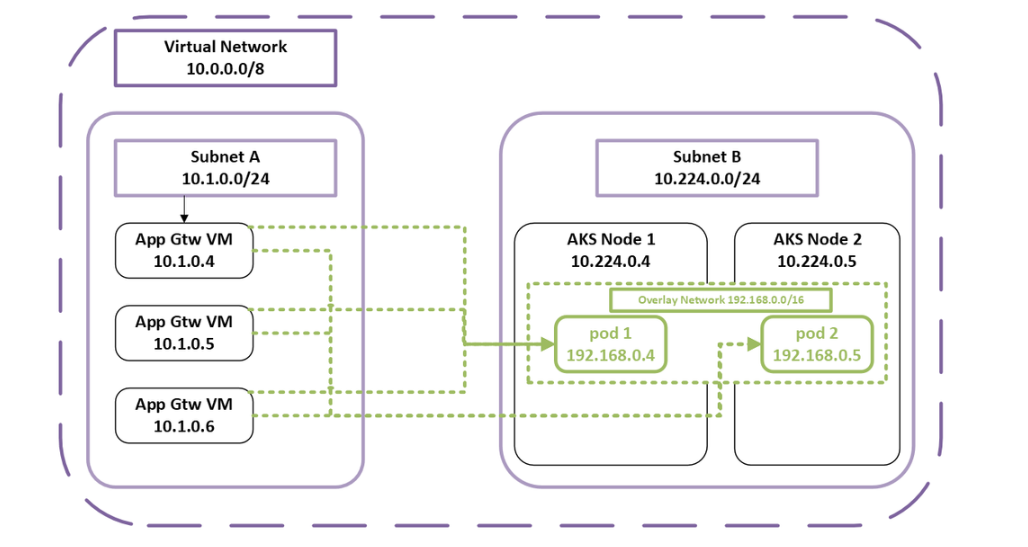 Virtual Network
10.0.0.0/8
Subnet A
10.1.0.0/24
App Gtw VM
10.1.0.4
App Gtw VM
10.1.0.5
App Gtw VM
10.1.0.6
Subnet B
10.224.0.0/24
AKS Node 1
10.224.0.4
AKS Node 2
10.224.0.5
Overlay Network 192.168.0.0/16
pod 1
192.168.0.4
pod 2
192.168.0.5